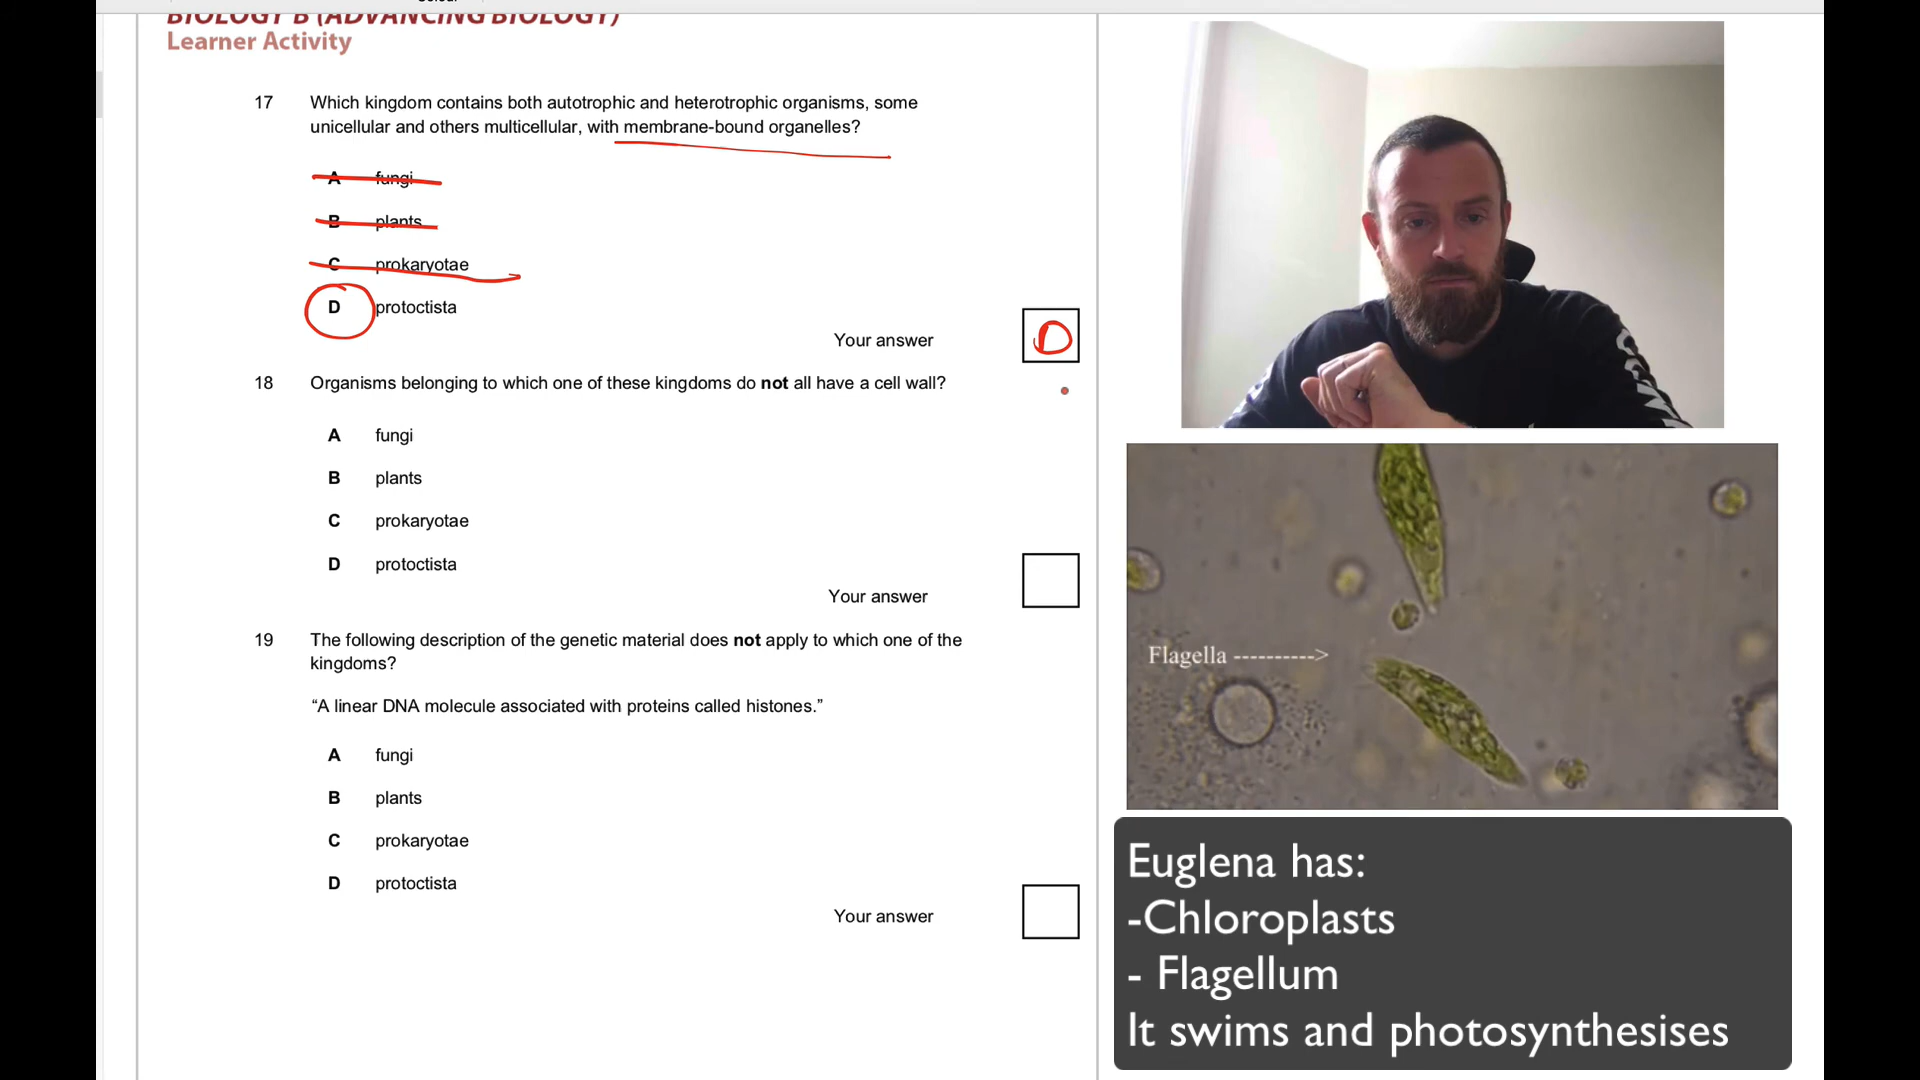 BIOLOGY B (ADVANCING BIOLOGY)
Learner Activity
17 Which kingdom contains both autotrophic and heterotrophic organisms, some
unicellular and others multicellular, with membrane-bound organelles?
A fungi
B plants
C prokaryotae
D protoctista
Your answer D
18 Organisms belonging to which one of these kingdoms do not all have a cell wall?
A fungi
B plants
C prokaryotae
D protoctista
Your answer
19 The following description of the genetic material does not apply to which one of the
kingdoms?
“A linear DNA molecule associated with proteins called histones.”
A fungi
B plants
C prokaryotae
D protoctista
Your answer
Flagella ---------->
Euglena has:
-Chloroplasts
- Flagellum
It swims and photosynthesises